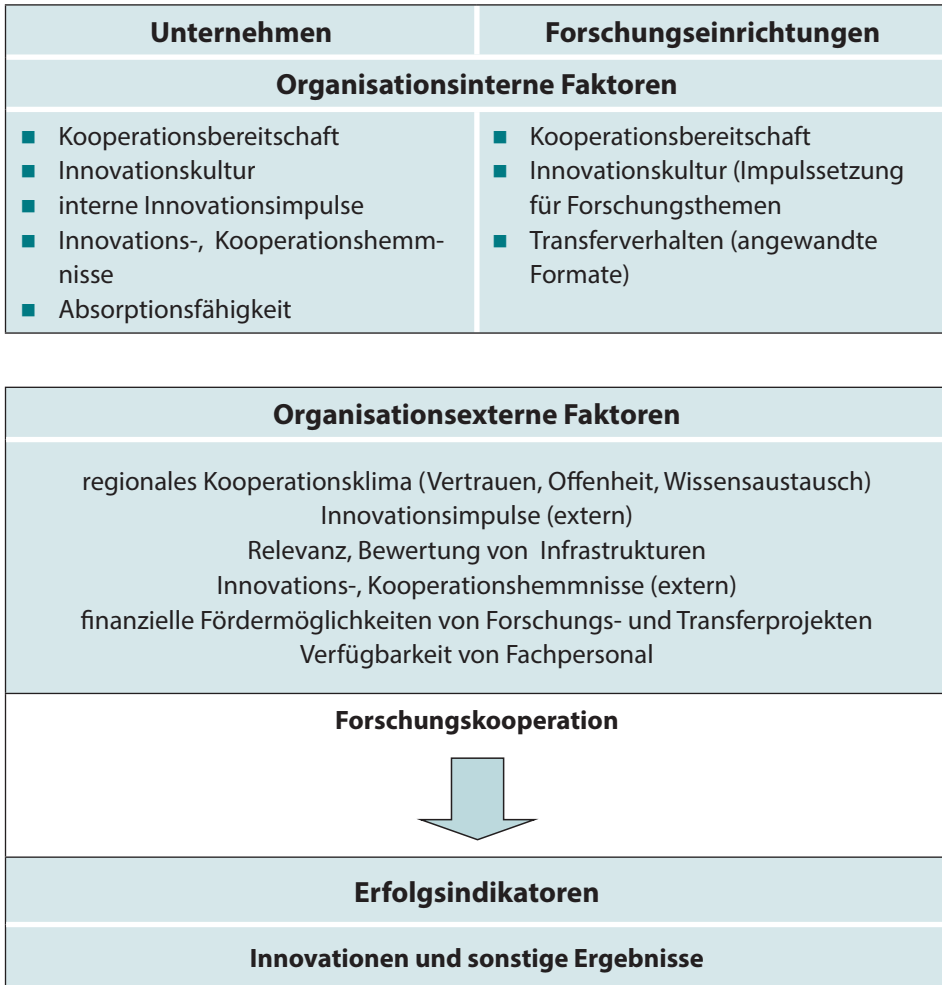 Unternehmen
Forschungseinrichtungen
Organisationsinterne Faktoren
Kooperationsbereitschaft
Innovationskultur
interne Innovationsimpulse
Innovations-, Kooperationshemm-
nisse
Absorptionsfähigkeit
Kooperationsbereitschaft
Innovationskultur (Impulssetzung
für Forschungsthemen
Transferverhalten (angewandte
Formate)
Organisationsexterne Faktoren
regionales Kooperationsklima (Vertrauen, Offenheit, Wissensaustausch)
Innovationsimpulse (extern)
Relevanz, Bewertung von Infrastrukturen
Innovations-, Kooperationshemmnisse (extern)
finanzielle Fördermöglichkeiten von Forschungs- und Transferprojekten
Verfügbarkeit von Fachpersonal
Forschungskooperation
Erfolgsindikatoren
Innovationen und sonstige Ergebnisse